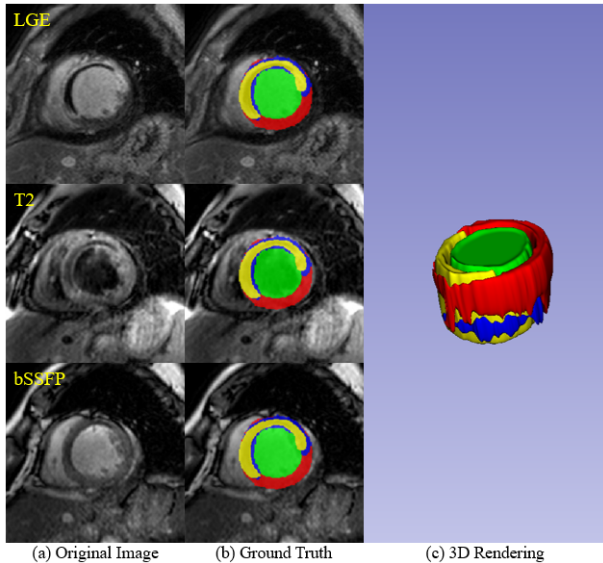 LGE
T2
bSSFP
(a) Original Image
(b) Ground Truth
(c) 3D Rendering